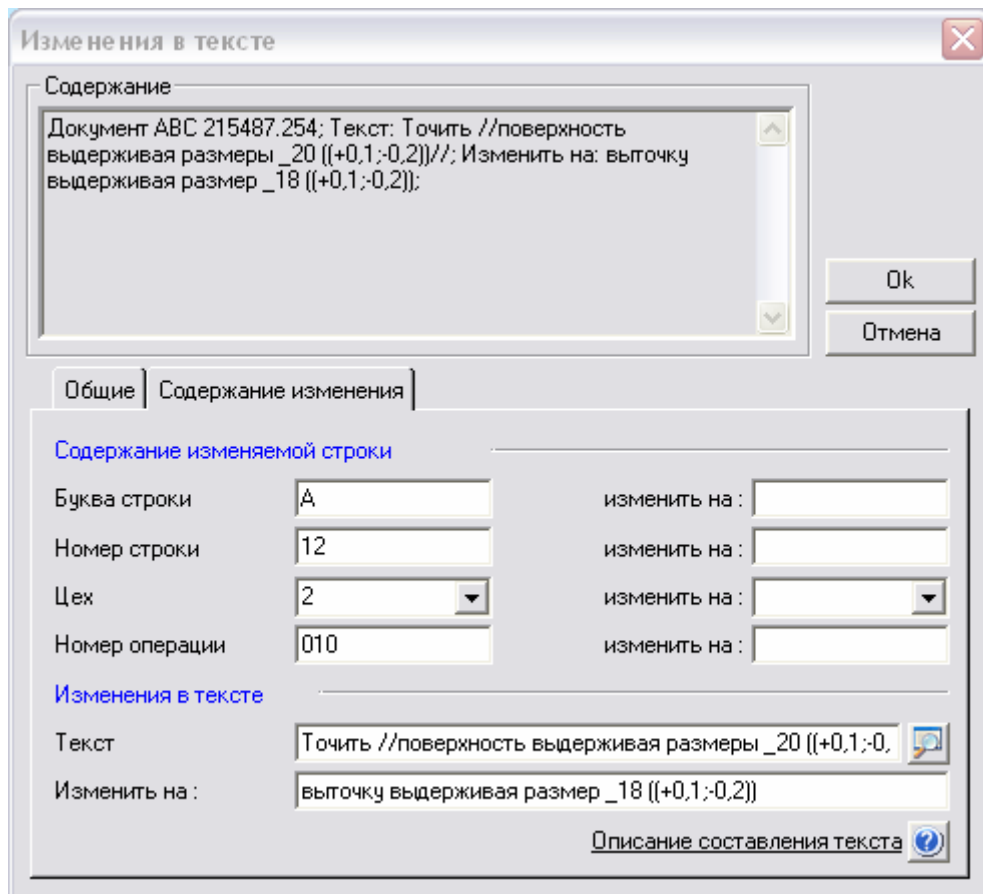 Изменения в тексте
Содержание
Документ АВС 215487.254; Текст: Точить //поверхность
выдерживая размеры _20 ((+0,1;-0,2))//; Изменить на: выточку
выдерживая размер _18 ((+0,1;-0,2));
Ok
Отмена
Общие
Содержание изменения
Содержание изменяемой строки
Буква строки А изменить на :
Номер строки 12 изменить на :
Цех 2 изменить на :
Номер операции 010 изменить на :
Изменения в тексте
Текст Точить //поверхность выдерживая размеры _20 ((+0,1;-0,
Изменить на : выточку выдерживая размер _18 ((+0,1;-0,2))
Описание составления текста